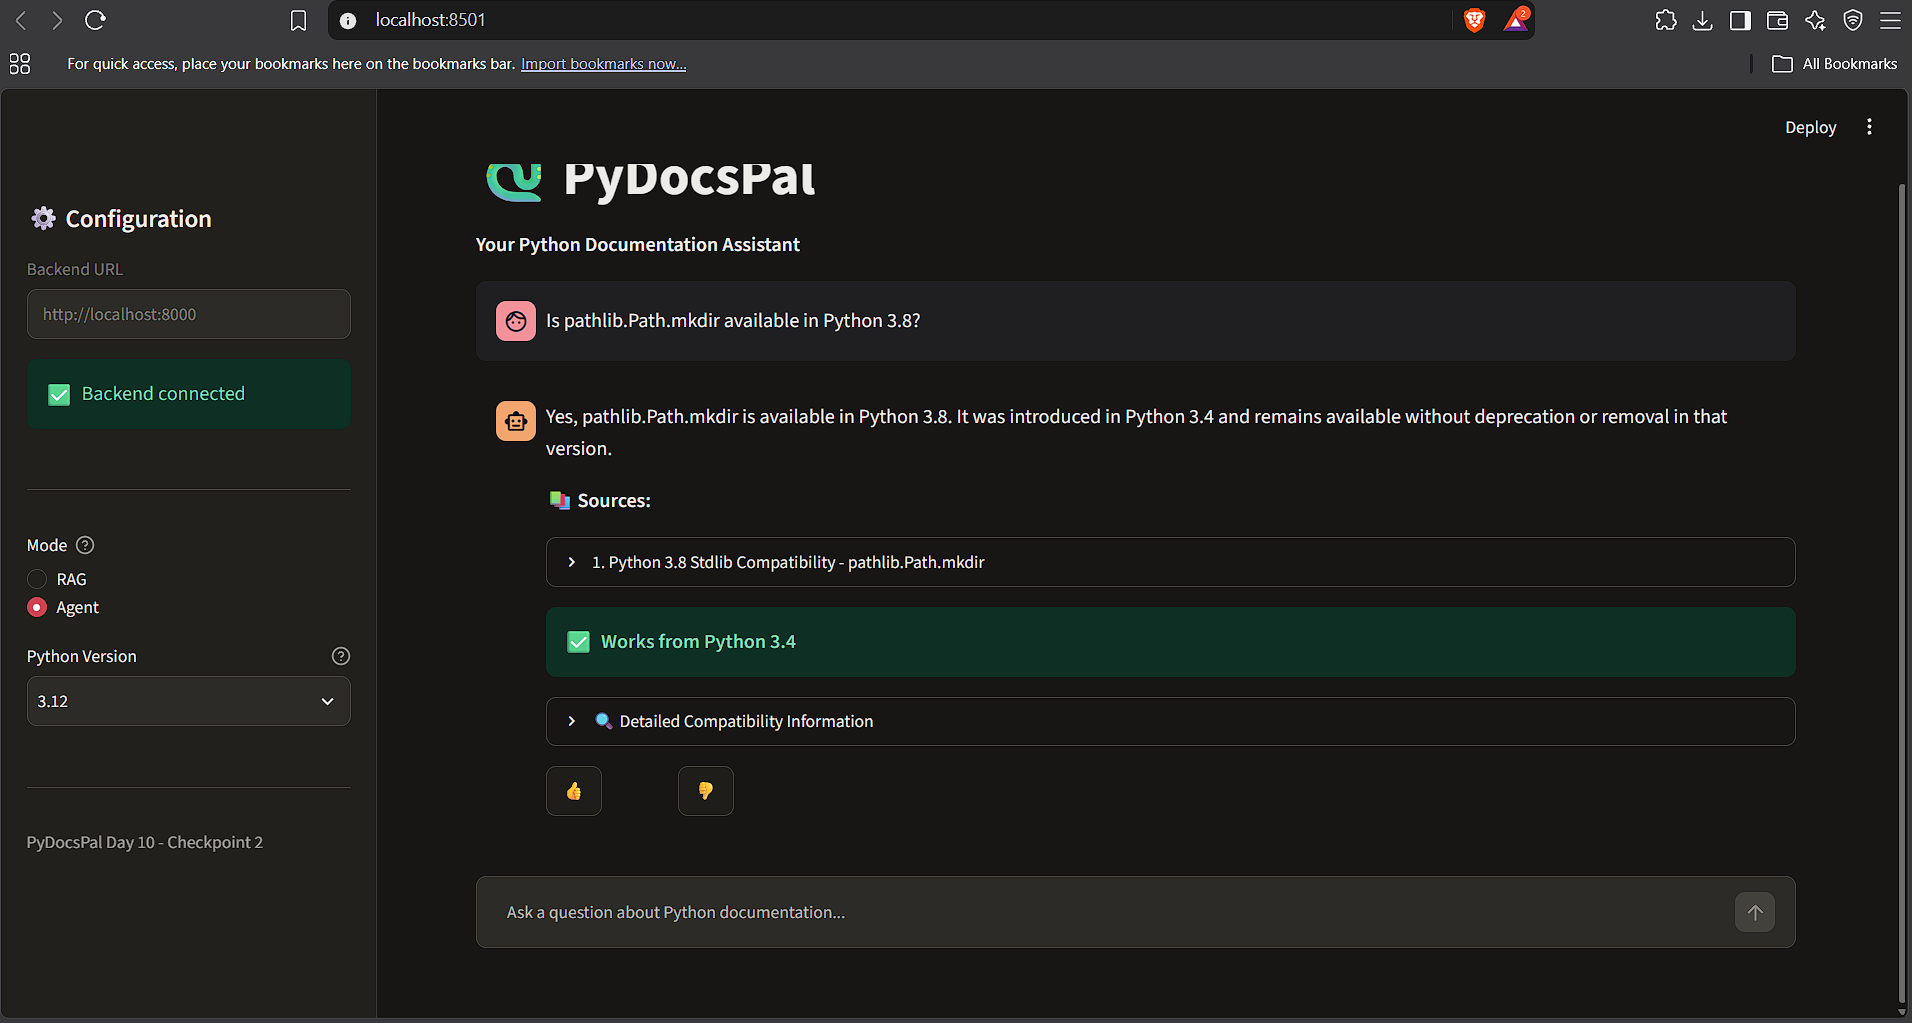 localhost:8501
2
For quick access, place your bookmarks here on the bookmarks bar. Import bookmarks now...
All Bookmarks
Deploy
Configuration
Backend URL
http://localhost:8000
Backend connected
Mode
RAG
Agent
Python Version
3.12
PyDocsPal Day 10 - Checkpoint 2
PyDocsPal
Your Python Documentation Assistant
Is pathlib.Path.mkdir available in Python 3.8?
Yes, pathlib.Path.mkdir is available in Python 3.8. It was introduced in Python 3.4 and remains available without deprecation or removal in that
version.
Sources:
1. Python 3.8 Stdlib Compatibility - pathlib.Path.mkdir
Works from Python 3.4
Detailed Compatibility Information
Ask a question about Python documentation...